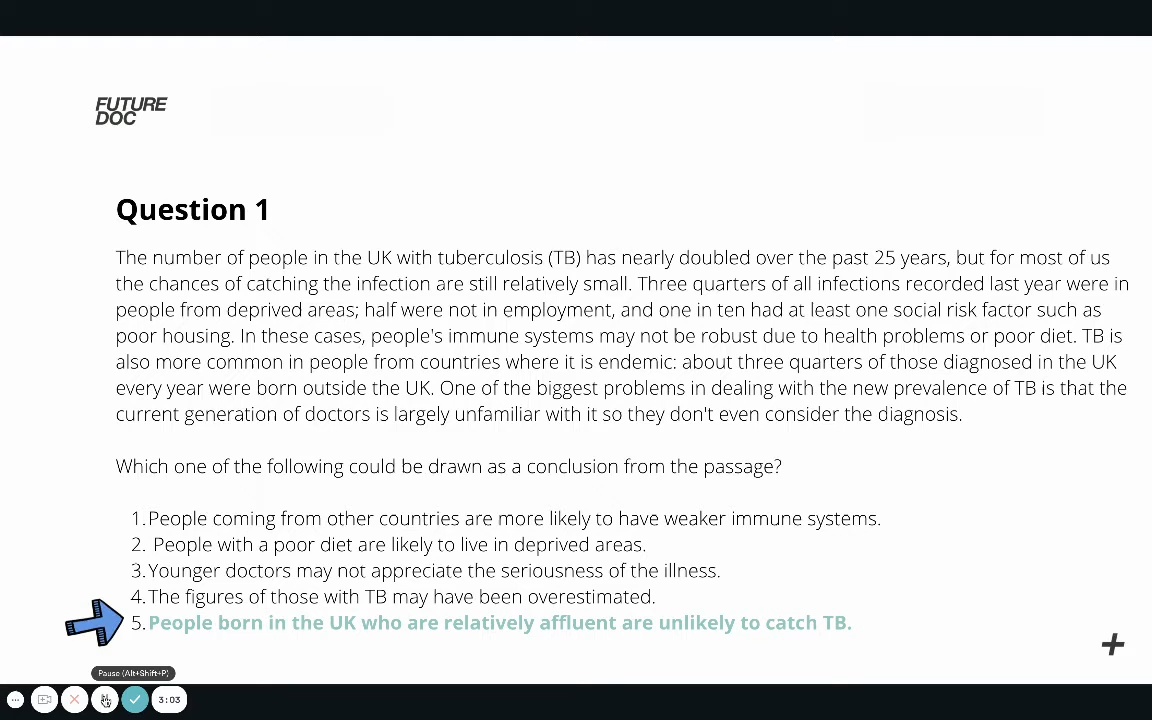 FUTURE
DOC
Question 1
The number of people in the UK with tuberculosis (TB) has nearly doubled over the past 25 years, but for most of us
the chances of catching the infection are still relatively small. Three quarters of all infections recorded last year were in
people from deprived areas; half were not in employment, and one in ten had at least one social risk factor such as
poor housing. In these cases, people's immune systems may not be robust due to health problems or poor diet. TB is
also more common in people from countries where it is endemic: about three quarters of those diagnosed in the UK
every year were born outside the UK. One of the biggest problems in dealing with the new prevalence of TB is that the
current generation of doctors is largely unfamiliar with it so they don't even consider the diagnosis.
Which one of the following could be drawn as a conclusion from the passage?
1. People coming from other countries are more likely to have weaker immune systems.
2. People with a poor diet are likely to live in deprived areas.
3. Younger doctors may not appreciate the seriousness of the illness.
4. The figures of those with TB may have been overestimated.
5. People born in the UK who are relatively affluent are unlikely to catch TB.
Pause (Alt+Shift+P)
3:03